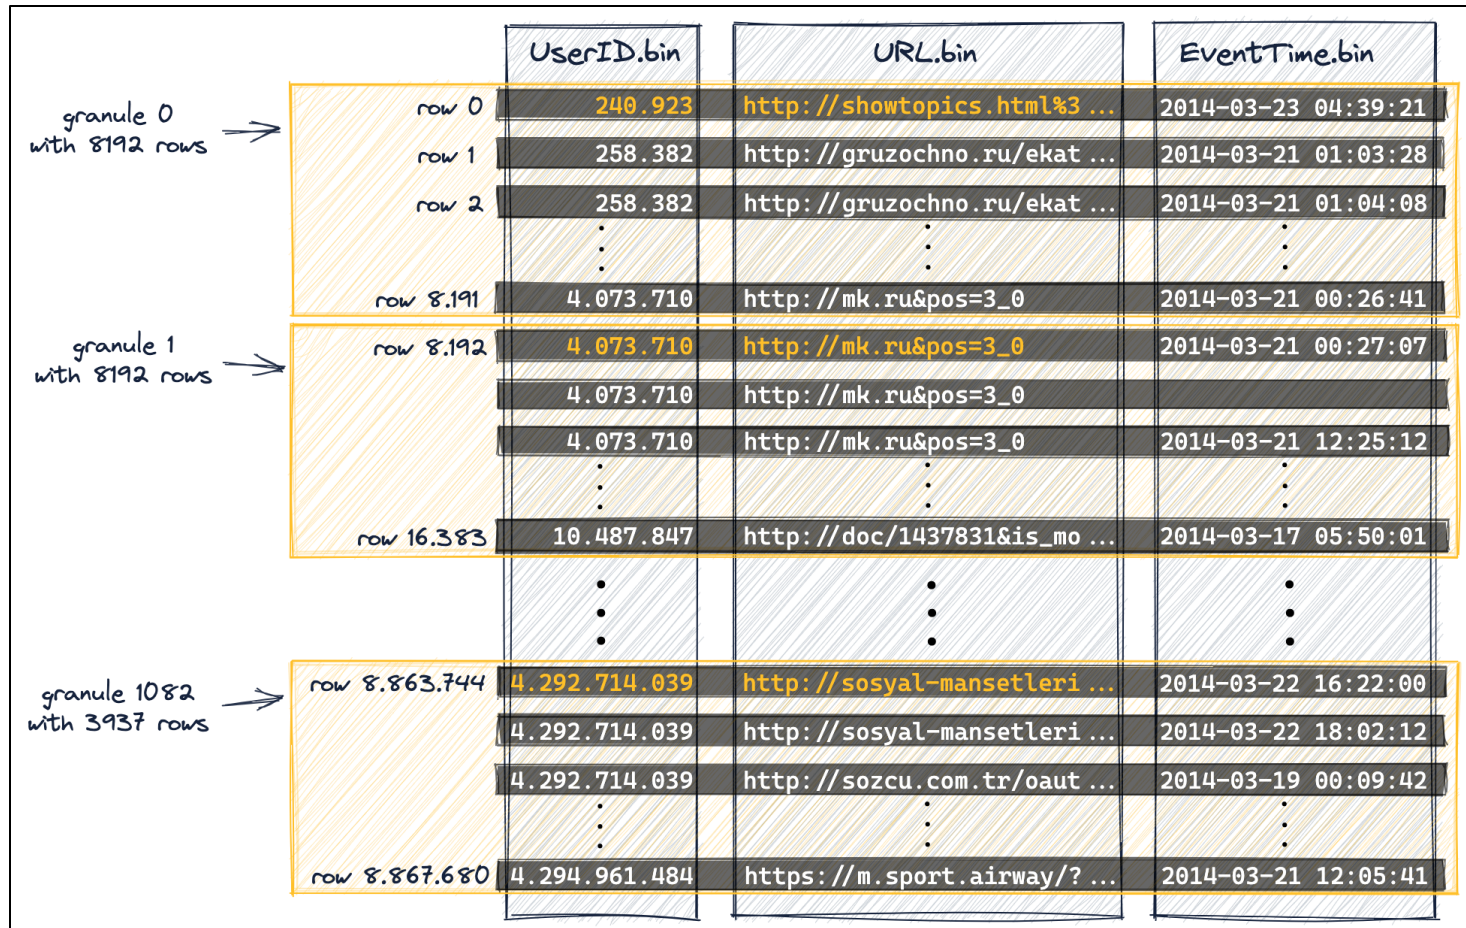 UserID.bin URL.bin EventTime.bin
granule 0
with 8192 rows
row 0 240.923 http://showtopics.html%3 ... 2014-03-23 04:39:21
row 1 258.382 http://gruzochno.ru/ekat ... 2014-03-21 01:03:28
row 2 258.382 http://gruzochno.ru/ekat ... 2014-03-21 01:04:08
row 8.191 4.073.710 http://mk.ru&pos=3_0 2014-03-21 00:26:41
granule 1
with 8192 rows
row 8.192 4.073.710 http://mk.ru&pos=3_0 2014-03-21 00:27:07
4.073.710 http://mk.ru&pos=3_0
4.073.710 http://mk.ru&pos=3_0 2014-03-21 12:25:12
row 16.383 10.487.847 http://doc/1437831&is_mo ... 2014-03-17 05:50:01
granule 1082
with 3937 rows
row 8.863.744 4.292.714.039 http://sosyal-mansetleri ... 2014-03-22 16:22:00
4.292.714.039 http://sosyal-mansetleri ... 2014-03-22 18:02:12
4.292.714.039 http://sozcu.com.tr/oaut ... 2014-03-19 00:09:42
row 8.867.680 4.294.961.484 https://m.sport.airway/? ... 2014-03-21 12:05:41